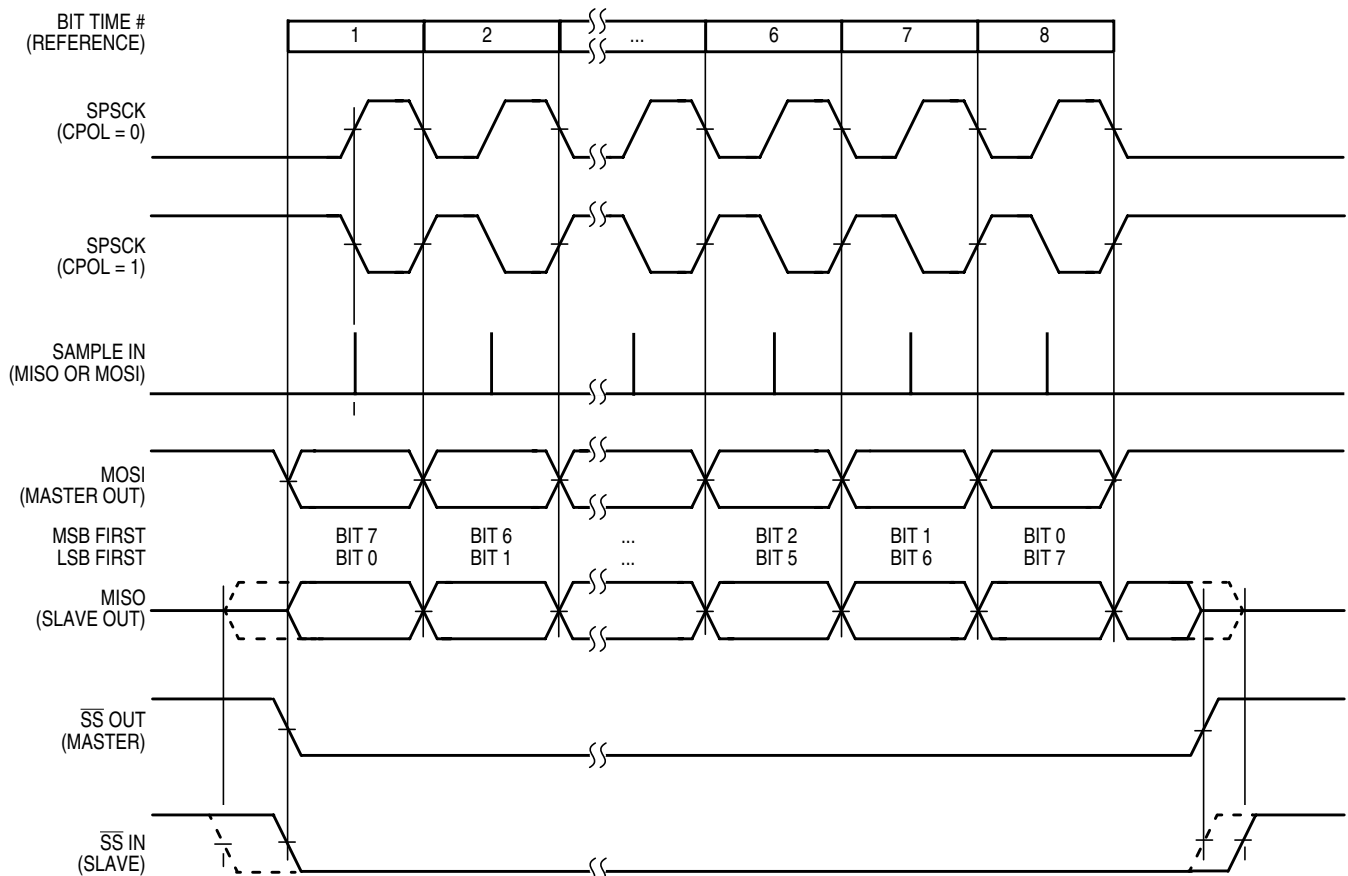 BIT TIME #
(REFERENCE)
1 2 ... 6 7 8
SPSCK
(CPOL = 0)
SPSCK
(CPOL = 1)
SAMPLE IN
(MISO OR MOSI)
MOSI
(MASTER OUT)
MSB FIRST BIT 7 BIT 6 ... BIT 2 BIT 1 BIT 0
LSB FIRST BIT 0 BIT 1 ... BIT 5 BIT 6 BIT 7
MISO
(SLAVE OUT)
S̅S̅ OUT
(MASTER)
S̅S̅ IN
(SLAVE)